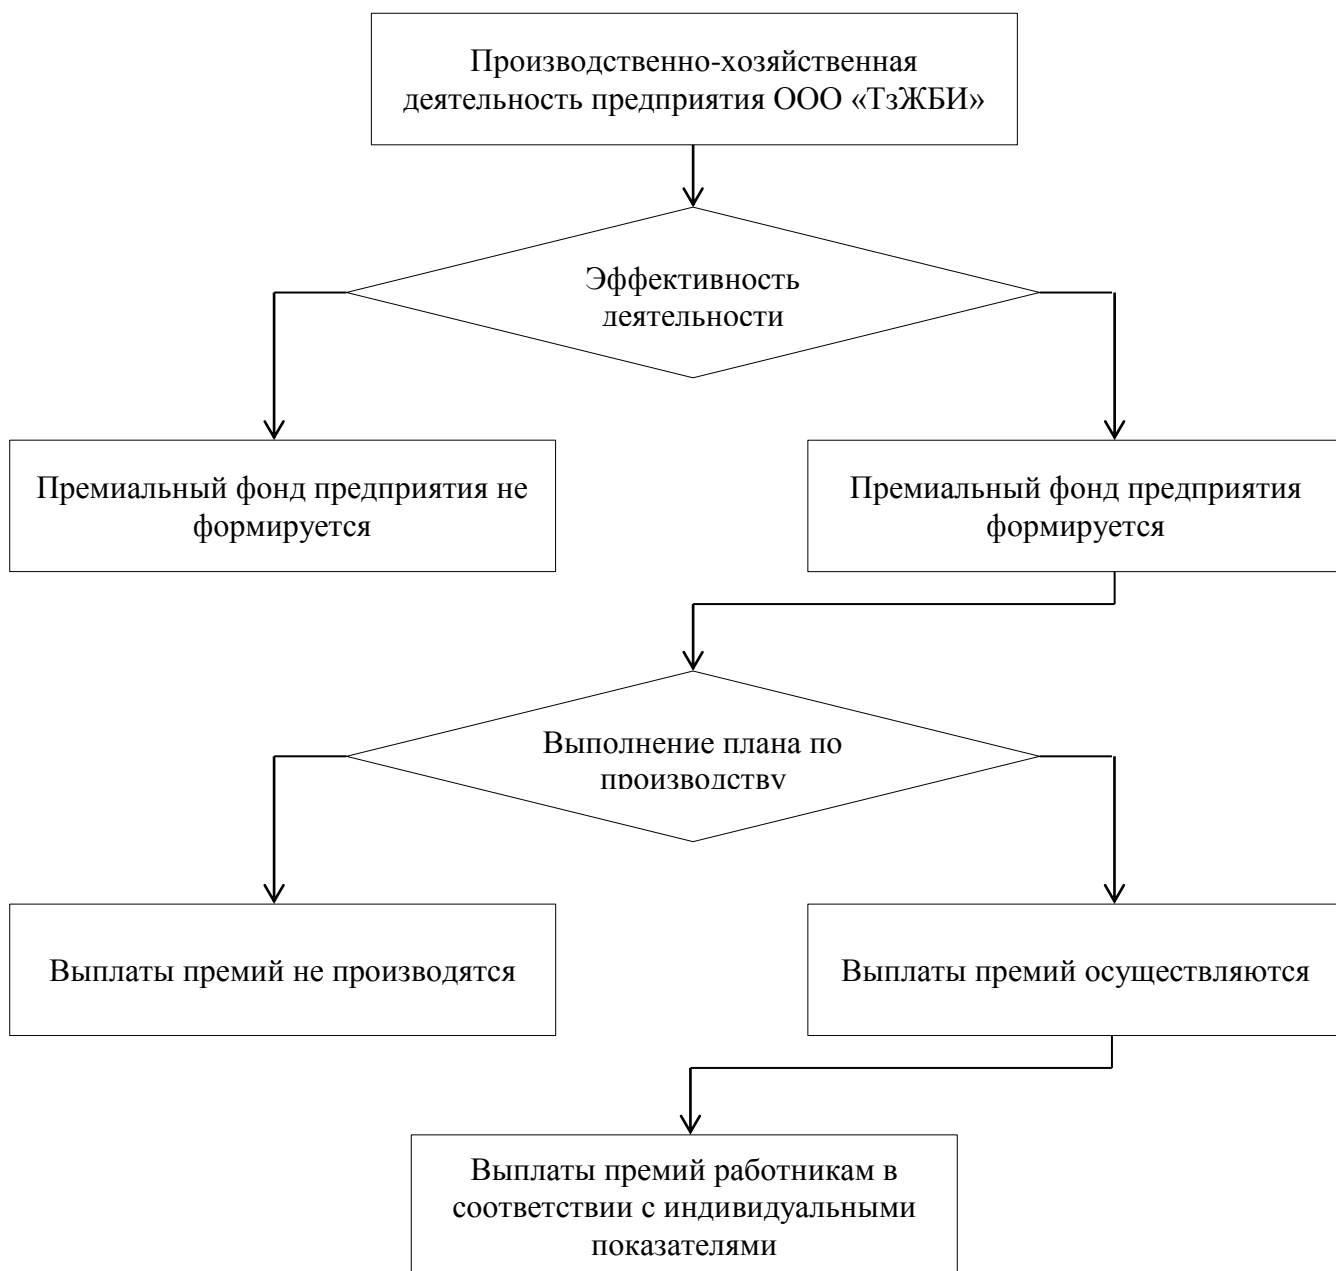 Производственно-хозяйственная
деятельность предприятия ООО «ТзЖБИ»
Эффективность
деятельности
Премиальный фонд предприятия не
формируется
Премиальный фонд предприятия
формируется
Выполнение плана по
производству
Выплаты премий не производятся
Выплаты премий осуществляются
Выплаты премий работникам в
соответствии с индивидуальными
показателями